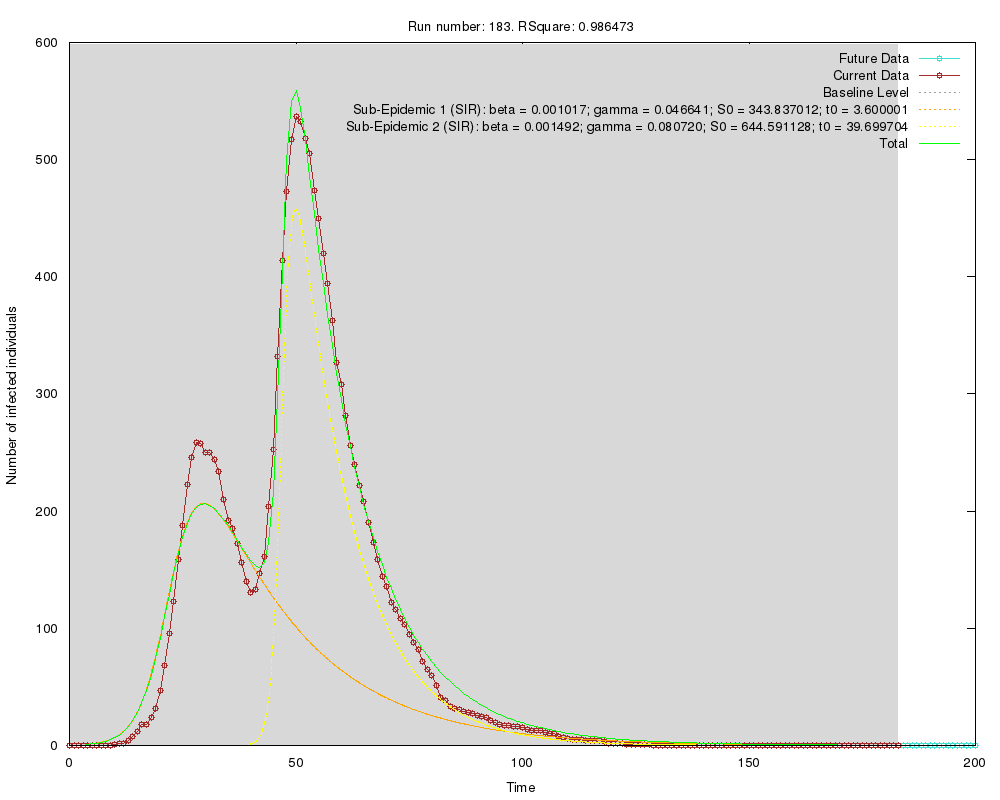 Run number: 183. RSquare: 0.986473
600
500
400
300
200
100
0
Number of infected individuals
Future Data
Current Data
Baseline Level
Sub-Epidemic 1 (SIR): beta = 0.001017; gamma = 0.046641; S0 = 343.837012; t0 = 3.600001
Sub-Epidemic 2 (SIR): beta = 0.001492; gamma = 0.080720; S0 = 644.591128; t0 = 39.699704
Total
0 50 100 150 200
Time